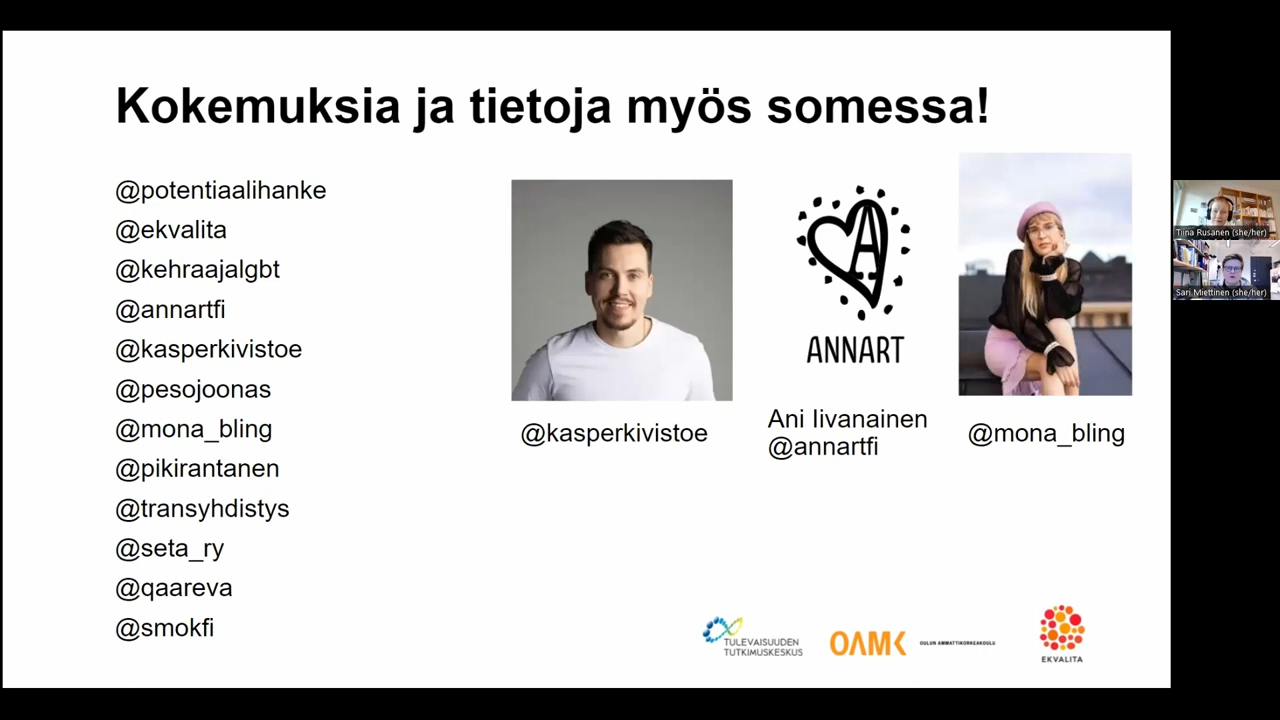 Kokemuksia ja tietoja myös somessa!
@potentiaalihanke
@ekvalita
@kehraajalgbt
@annartfi
@kasperkivistoe
@pesojoonas
@mona_bling
@pikirantanen
@transyhdistys
@seta_ry
@qaareva
@smokfi
@kasperkivistoe
A
ANNART
Ani Iivanainen
@annartfi
@mona_bling
TULEVAISUUDEN
TUTKIMUSKESKUS
OAMK
OULUN AMMATTIKORKEAKOULU
EKVALITA
Tiina Rusanen (she/her)
Sari Miettinen (she/her)